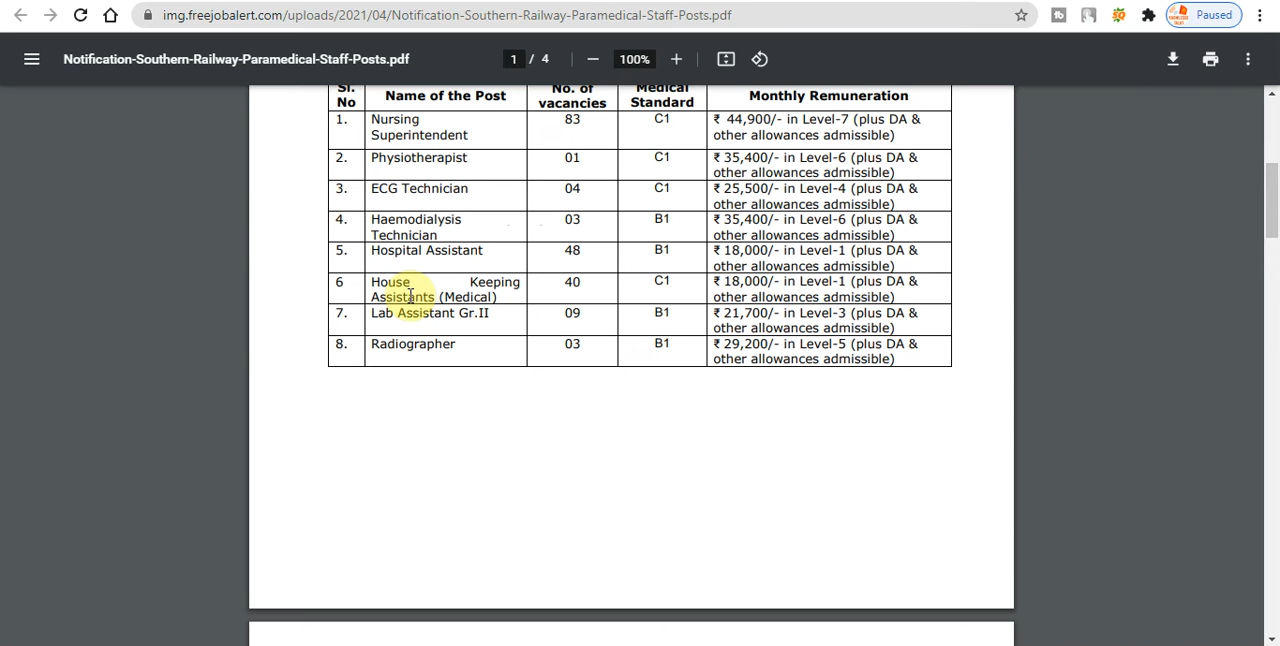 img.freejobalert.com/uploads/2021/04/Notification-Southern-Railway-Paramedical-Staff-Posts.pdf
Paused
Notification-Southern-Railway-Paramedical-Staff-Posts.pdf
1 / 4
100%
Sl. No Name of the Post No. of vacancies Medical Standard Monthly Remuneration
1. Nursing 83 C1 ₹ 44,900/- in Level-7 (plus DA &
Superintendent other allowances admissible)
2. Physiotherapist 01 C1 ₹ 35,400/- in Level-6 (plus DA &
other allowances admissible)
3. ECG Technician 04 C1 ₹ 25,500/- in Level-4 (plus DA &
other allowances admissible)
4. Haemodialysis 03 B1 ₹ 35,400/- in Level-6 (plus DA &
Technician other allowances admissible)
5. Hospital Assistant 48 B1 ₹ 18,000/- in Level-1 (plus DA &
other allowances admissible)
6 House Keeping 40 C1 ₹ 18,000/- in Level-1 (plus DA &
Assistants (Medical) other allowances admissible)
7. Lab Assistant Gr.II 09 B1 ₹ 21,700/- in Level-3 (plus DA &
other allowances admissible)
8. Radiographer 03 B1 ₹ 29,200/- in Level-5 (plus DA &
other allowances admissible)